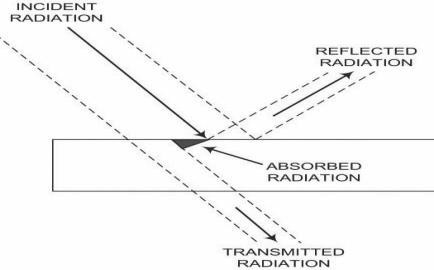 INCIDENT
RADIATION
REFLECTED
RADIATION
ABSORBED
RADIATION
TRANSMITTED
RADIATION